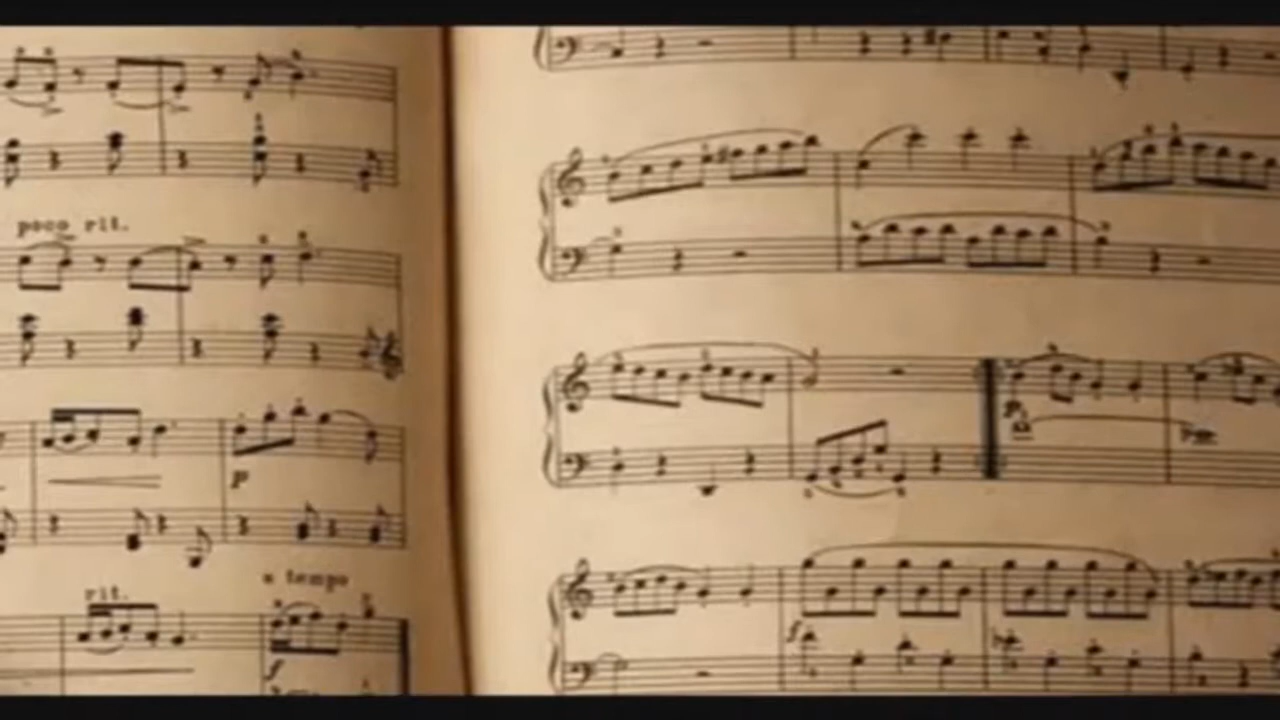 poco rit.
p
rit.
a tempo
f
p
f